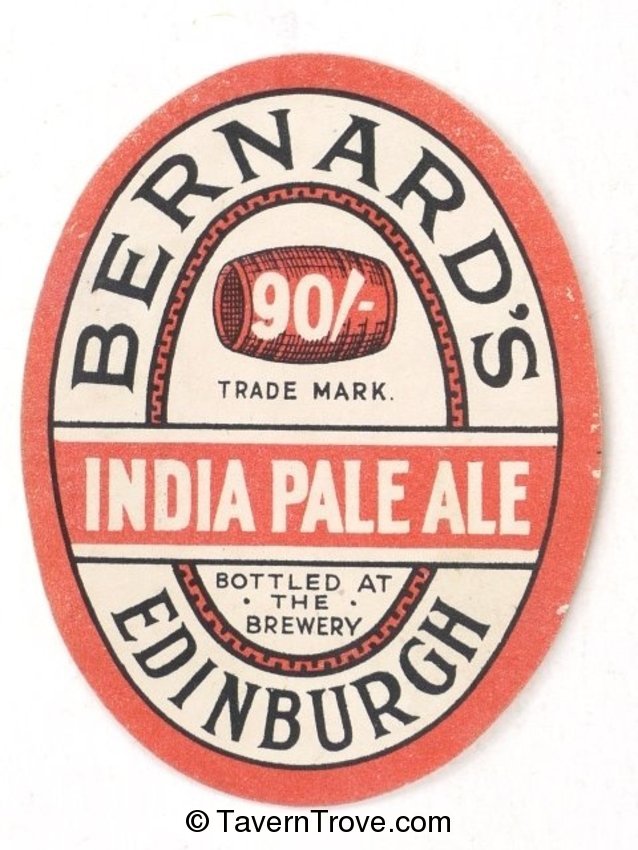 BERNARD'S
90/-
TRADE MARK.
INDIA PALE ALE
BOTTLED AT
· THE ·
BREWERY
EDINBURGH
© TavernTrove.com